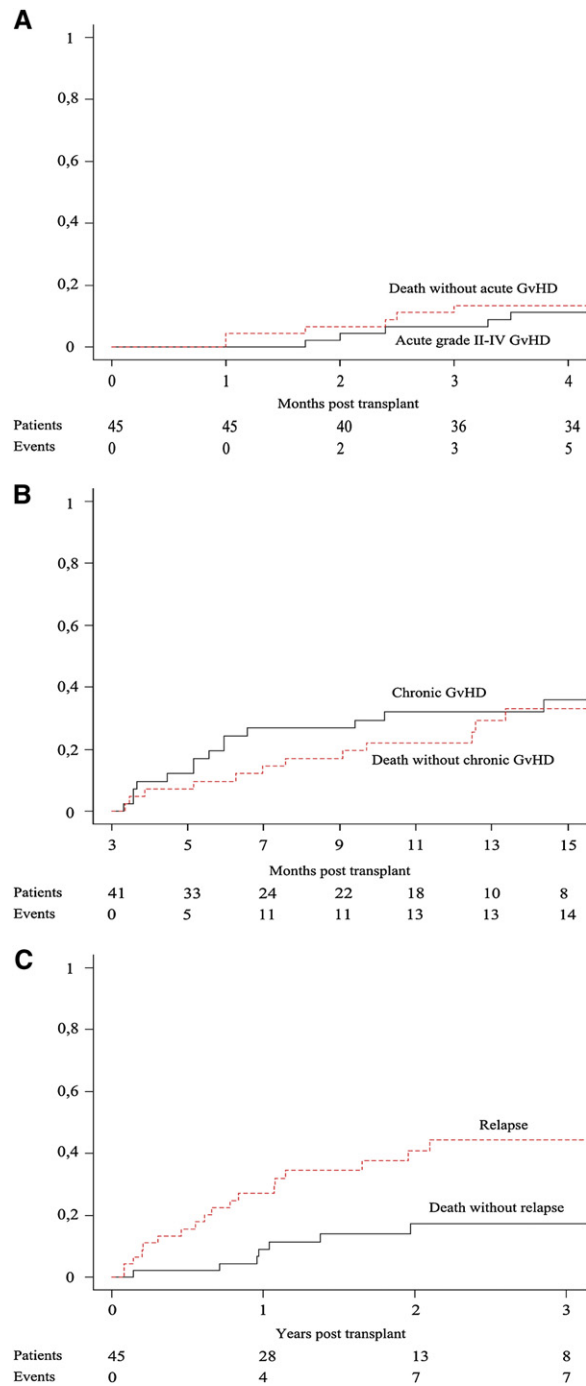 A
1
0,8
0,6
0,4
0,2
0
Death without acute GvHD
Acute grade II-IV GvHD
0 1 2 3 4
Months post transplant
Patients 45 45 40 36 34
Events 0 0 2 3 5
B
1
0,8
0,6
0,4
0,2
0
Chronic GvHD
Death without chronic GvHD
3 5 7 9 11 13 15
Months post transplant
Patients 41 33 24 22 18 10 8
Events 0 5 11 11 13 13 14
C
1
0,8
0,6
0,4
0,2
0
Relapse
Death without relapse
0 1 2 3
Years post transplant
Patients 45 28 13 8
Events 0 4 7 7